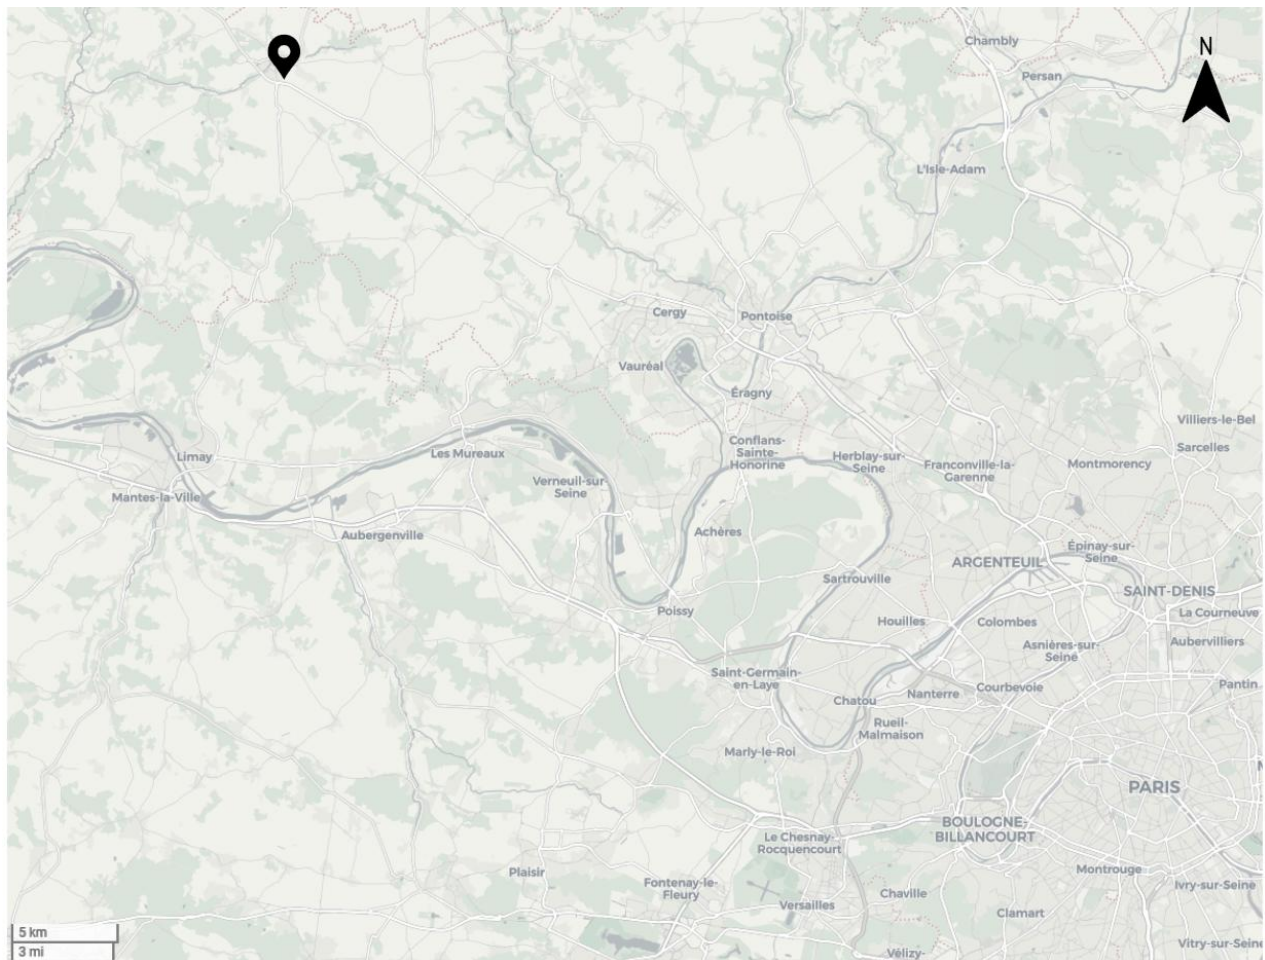 Chambly
N
Persan
L'Isle-Adam
Cergy
Pontoise
Vauréal
Éragny
Villiers-le-Bel
Conflans-
Sainte-
Honorine
Sarcelles
Limay
Les Mureaux
Herblay-sur-
Seine
Franconville-la-
Garenne
Montmorency
Verneuil-sur-
Seine
Mantes-la-Ville
Aubergenville
Achères
Épinay-sur-
Seine
ARGENTEUIL
Sartrouville
SAINT-DENIS
Poissy
La Courneuve
Houilles
Colombes
Asnières-sur-
Seine
Aubervilliers
Saint-Germain-
en-Laye
Pantin
Courbevoie
Nanterre
Chatou
Rueil-
Malmaison
Marly-le-Roi
PARIS
BOULOGNE-
BILLANCOURT
Le Chesnay-
Rocquencourt
Plaisir
Montrouge
Fontenay-le-
Fleury
Ivry-sur-Seine
Chaville
Versailles
Clamart
5 km
3 mi
Vitry-sur-Seine
Vélizy-